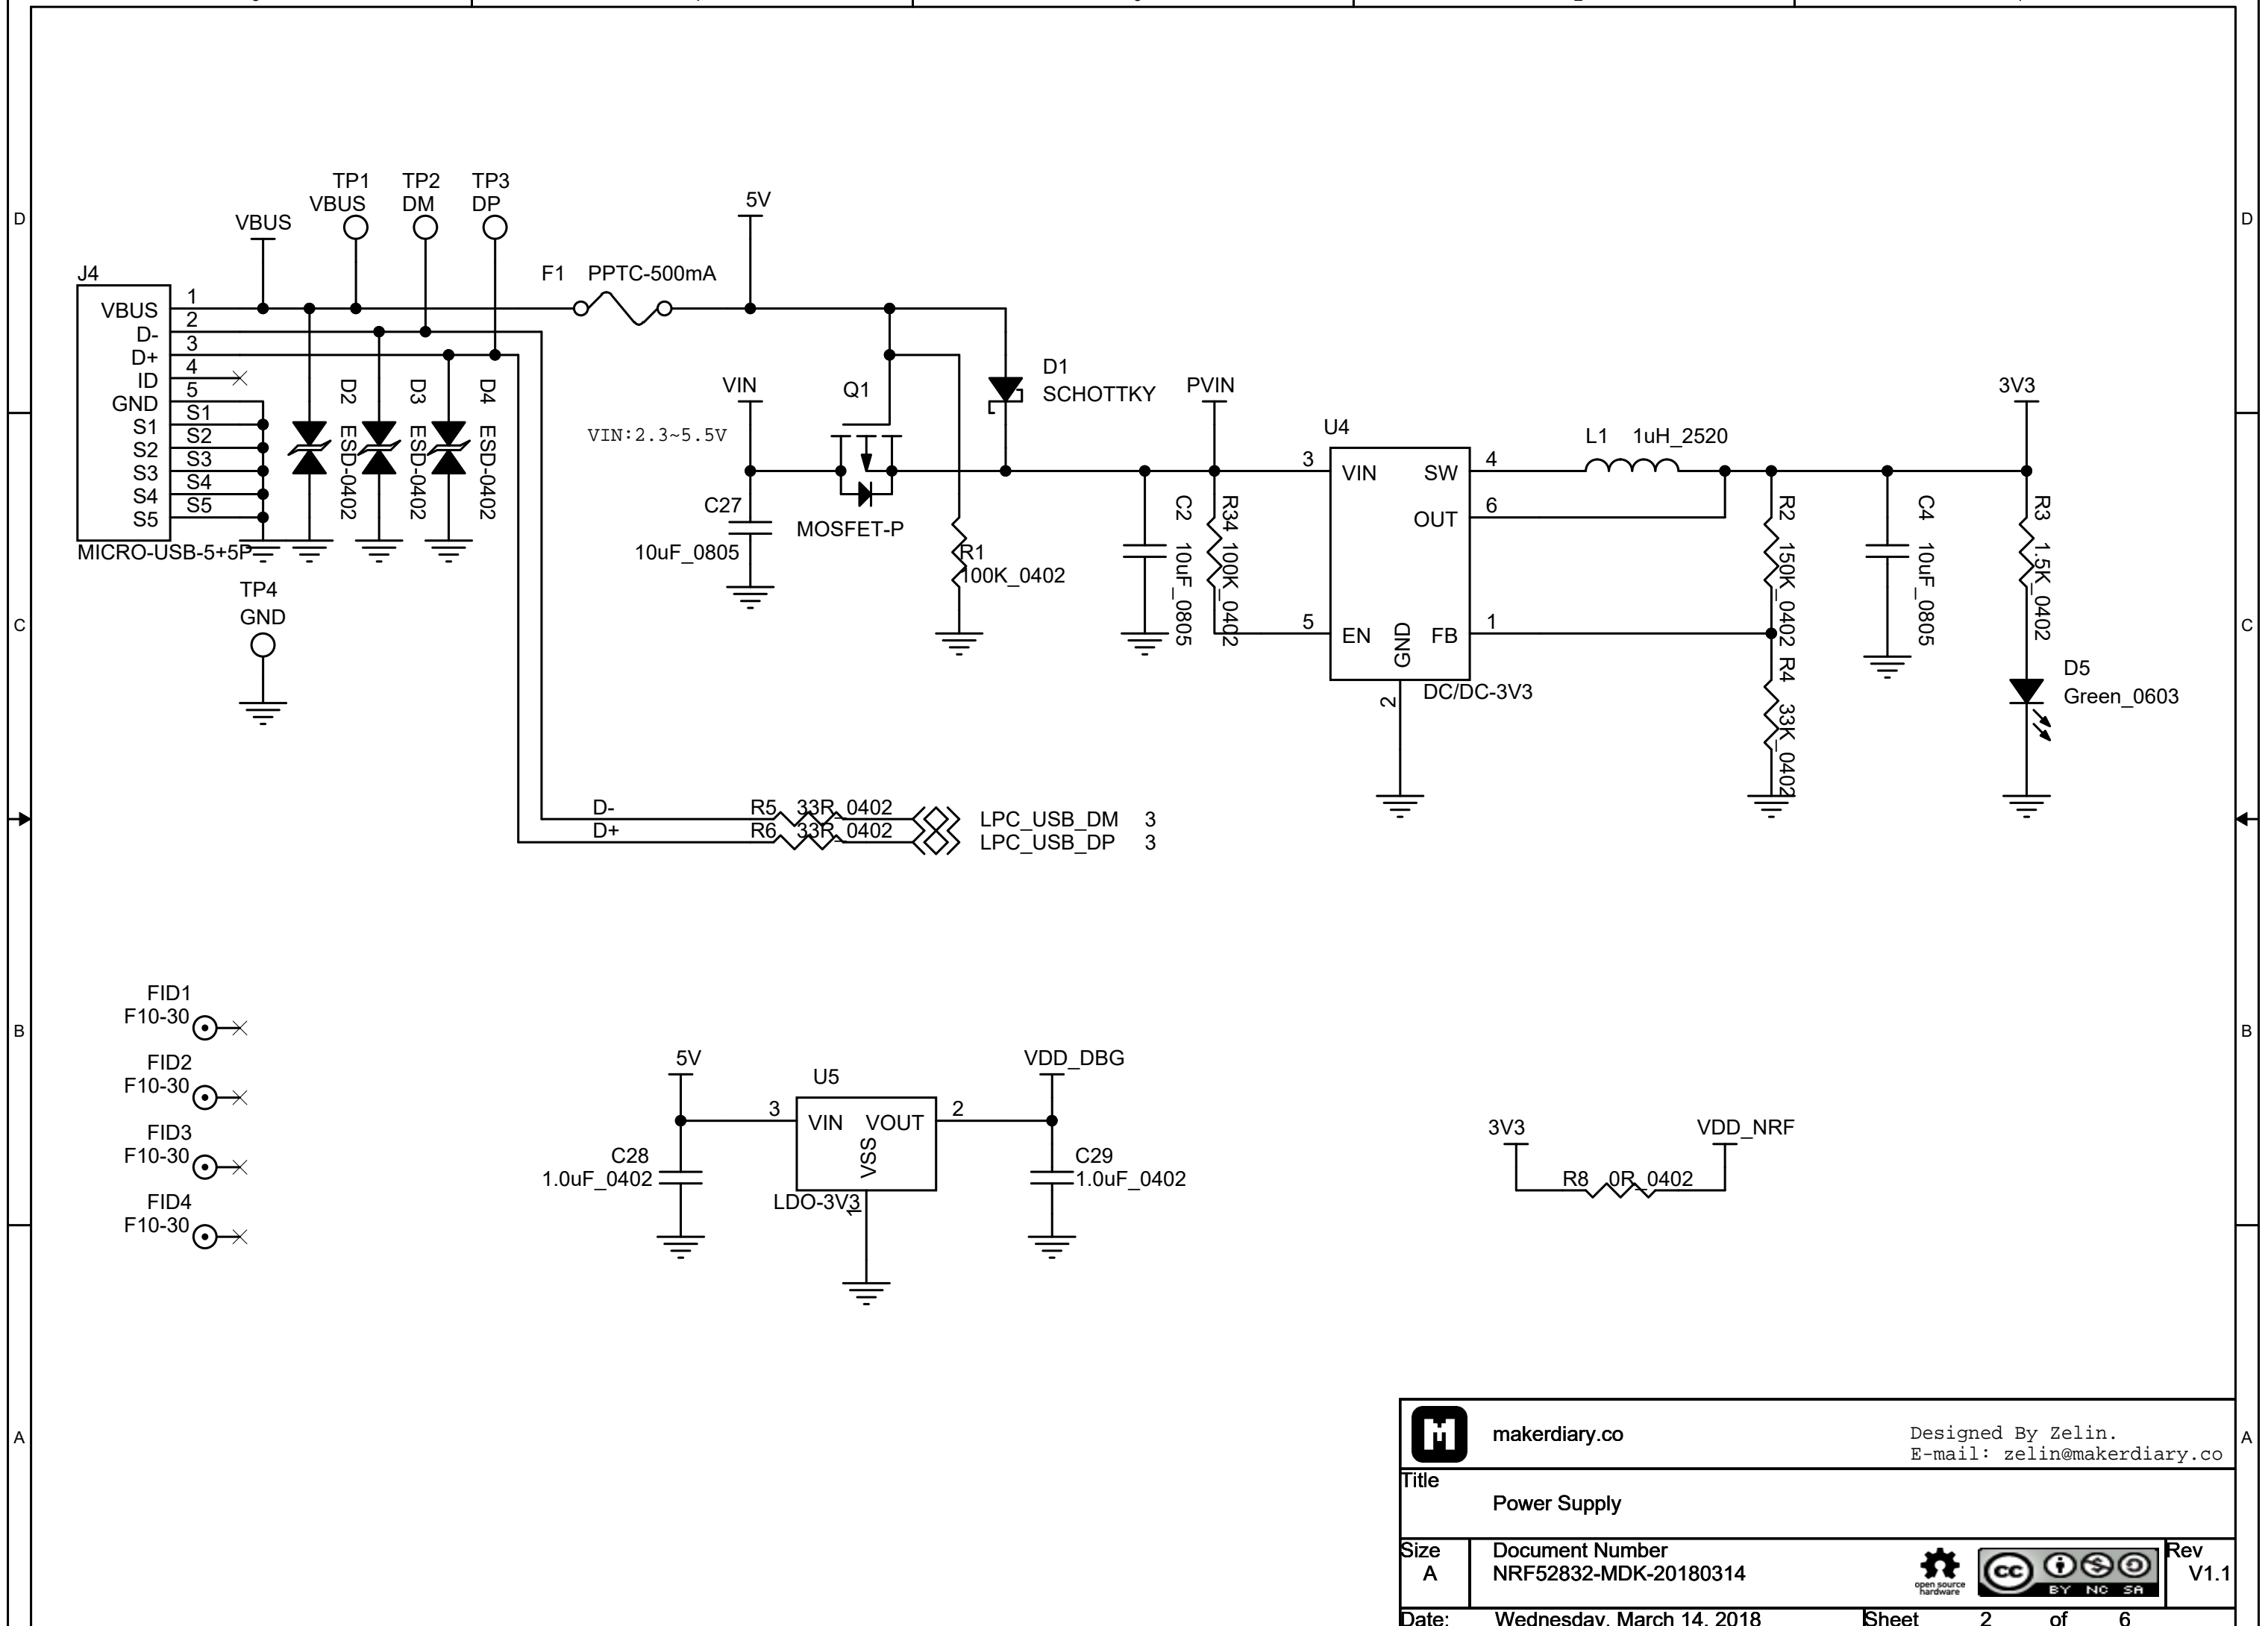 TP1
VBUS
TP2
DM
TP3
DP
VBUS
5V
J4
F1 PPTC-500mA
VBUS 1
D- 2
D+ 3
ID 4
GND 5
S1 S1
S2 S2
S3 S3
S4 S4
S5 S5
MICRO-USB-5+5P
D2 ESD-0402
D3 ESD-0402
D4 ESD-0402
TP4
GND
VIN
VIN:2.3~5.5V
Q1
MOSFET-P
C27
10uF_0805
R1
100K_0402
D1
SCHOTTKY
PVIN
C2 10uF_0805
R34 100K_0402
U4
3 VIN SW 4
OUT 6
5 EN GND FB 1
2
DC/DC-3V3
L1 1uH_2520
3V3
R2 150K_0402
R4 33K_0402
C4 10uF_0805
R3 1.5K_0402
D5
Green_0603
D- R5 33R_0402 LPC_USB_DM 3
D+ R6 33R_0402 LPC_USB_DP 3
FID1
F10-30
FID2
F10-30
FID3
F10-30
FID4
F10-30
5V
U5
VDD_DBG
3 VIN VOUT 2
VSS
LDO-3V3
1
C28
1.0uF_0402
C29
1.0uF_0402
3V3
VDD_NRF
R8 0R_0402
D
D
C
C
B
B
A
A
M
makerdiary.co
Designed By Zelin.
E-mail: zelin@makerdiary.co
Title
Power Supply
Size
A
Document Number
NRF52832-MDK-20180314
open source
hardware
cc
BY NC SA
Rev
V1.1
Date: Wednesday, March 14, 2018
Sheet 2 of 6